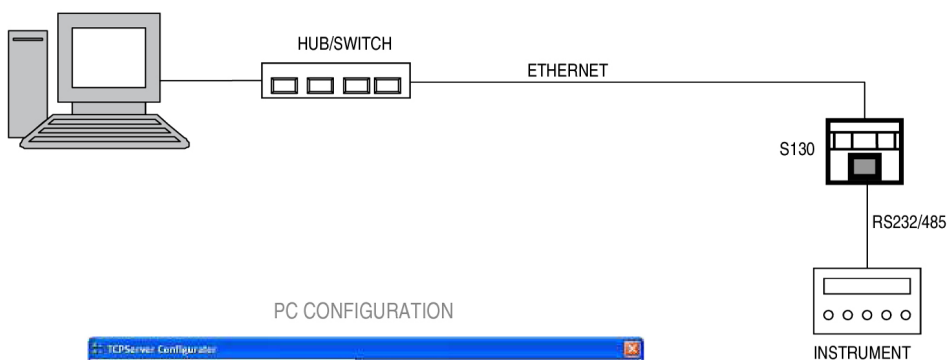 HUB/SWITCH
ETHERNET
S130
RS232/485
INSTRUMENT
PC CONFIGURATION
TCPServer Configurator